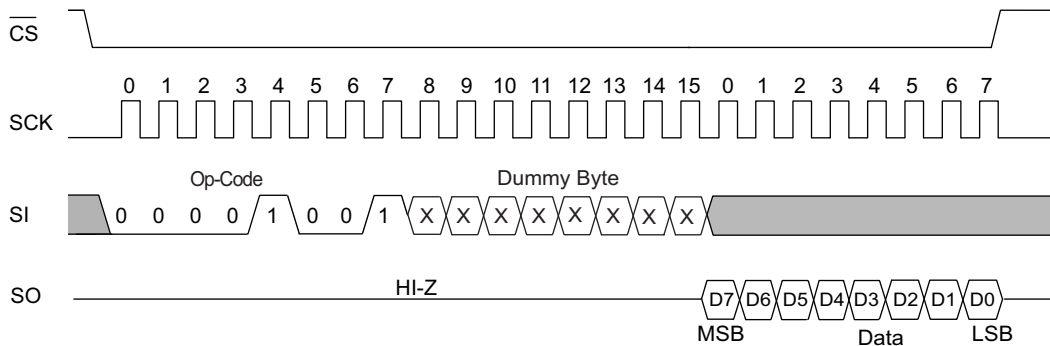 CS
0 1 2 3 4 5 6 7 8 9 10 11 12 13 14 15 0 1 2 3 4 5 6 7
SCK
Op-Code Dummy Byte
SI 0 0 0 0 1 0 0 1 X X X X X X X X
HI-Z
SO D7 D6 D5 D4 D3 D2 D1 D0
MSB Data LSB